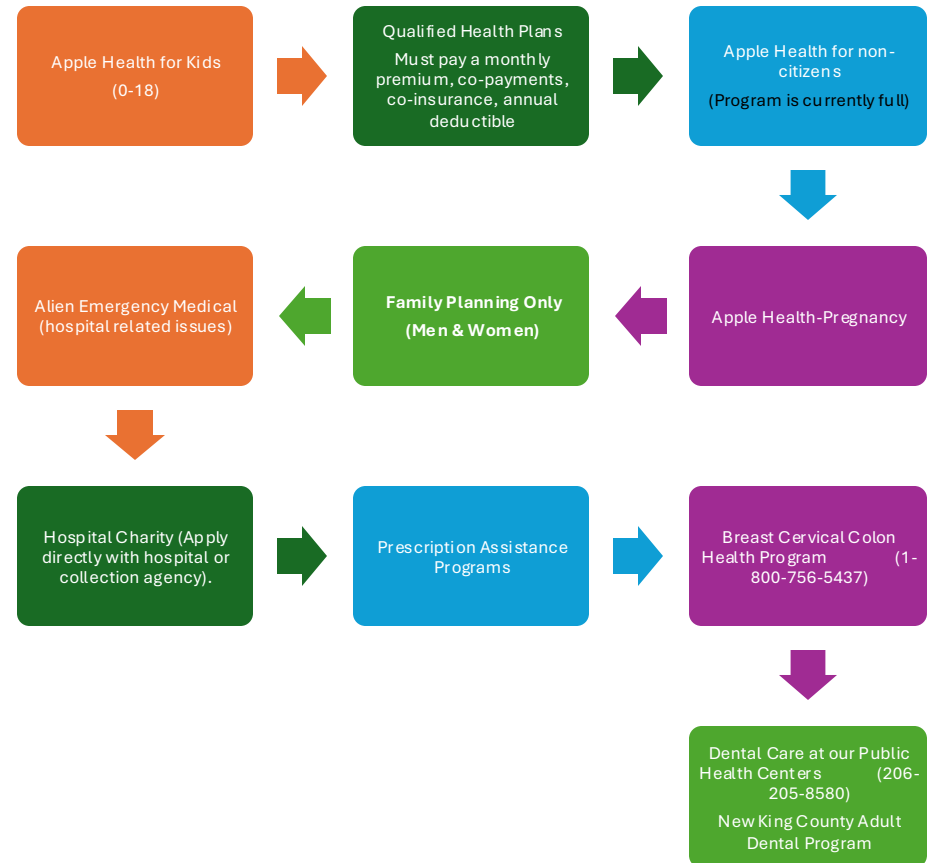 Apple Health for Kids
(0-18)
Qualified Health Plans
Must pay a monthly
premium, co-payments,
co-insurance, annual
deductible
Apple Health for non-
citizens
(Program is currently full)
Apple Health-Pregnancy
Family Planning Only
(Men & Women)
Alien Emergency Medical
(hospital related issues)
Hospital Charity (Apply
directly with hospital or
collection agency).
Prescription Assistance
Programs
Breast Cervical Colon
Health Program (1-
800-756-5437)
Dental Care at our Public
Health Centers (206-
205-8580)
New King County Adult
Dental Program